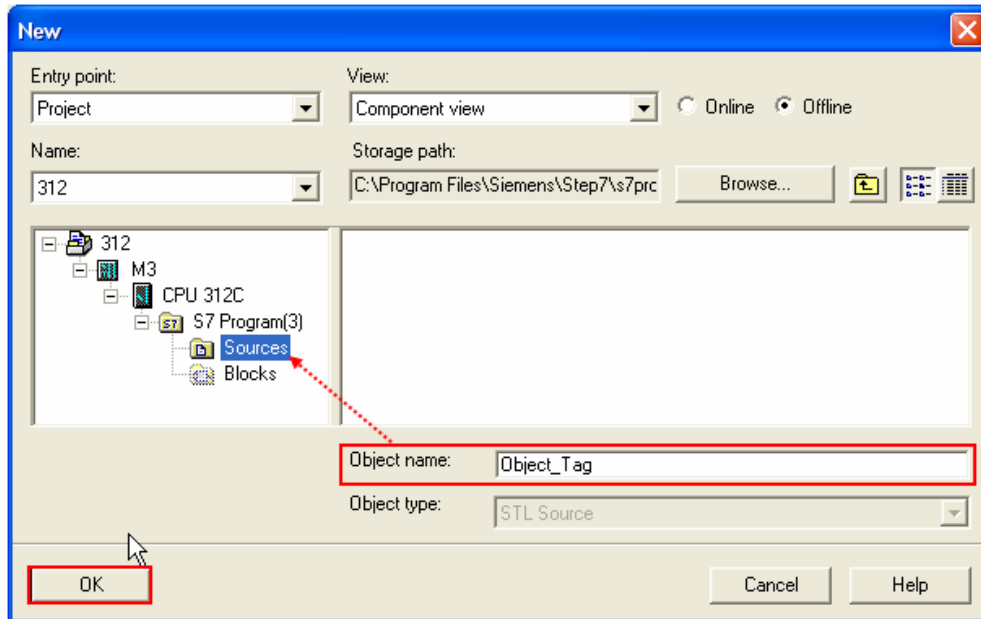 New
Entry point:
View:
Project
Component view
Online
Offline
Name:
Storage path:
312
C:\Program Files\Siemens\Step7\s7prc
Browse...
312
M3
CPU 312C
S7 Program(3)
Sources
Blocks
Object name:
Object_Tag
Object type:
STL Source
OK
Cancel
Help